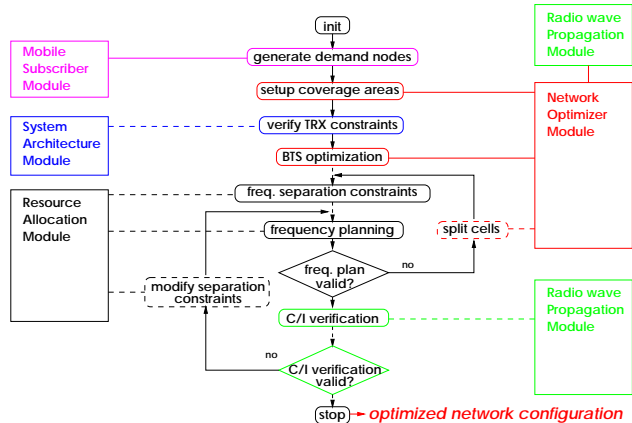 init
Radio wave
Propagation
Module
Mobile
Subscriber
Module
generate demand nodes
setup coverage areas
Network
Optimizer
Module
System
Architecture
Module
verify TRX constraints
BTS optimization
Resource
Allocation
Module
freq. separation constraints
frequency planning
split cells
freq. plan
valid?
no
modify separation
constraints
C/I verification
Radio wave
Propagation
Module
no
C/I verification
valid?
stop
optimized network configuration